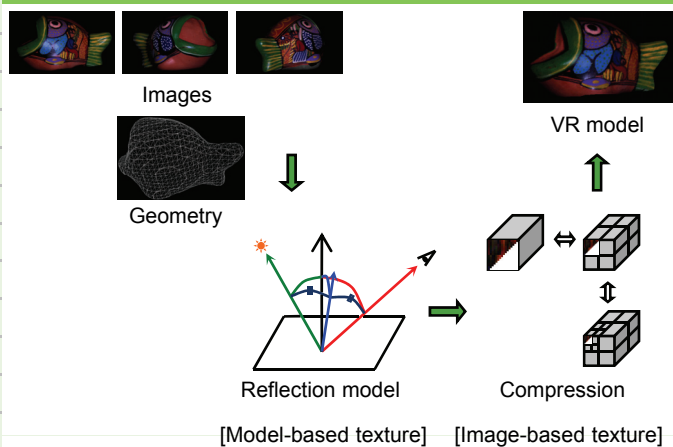 Images
VR model
Geometry
Reflection model
Compression
[Model-based texture]
[Image-based texture]